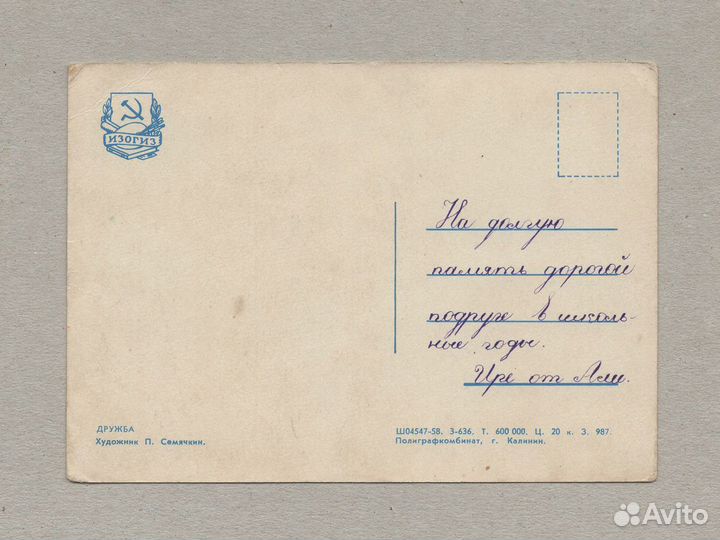 ИЗОГИЗ
На долгую
память дорогой
подруге в школь-
ные годы.
Ире от Али.
ДРУЖБА
Художник П. Семячкин.
Ш04547-58. З-636. Т. 600 000. Ц. 20 к. З. 987.
Полиграфкомбинат, г. Калинин.
Avito